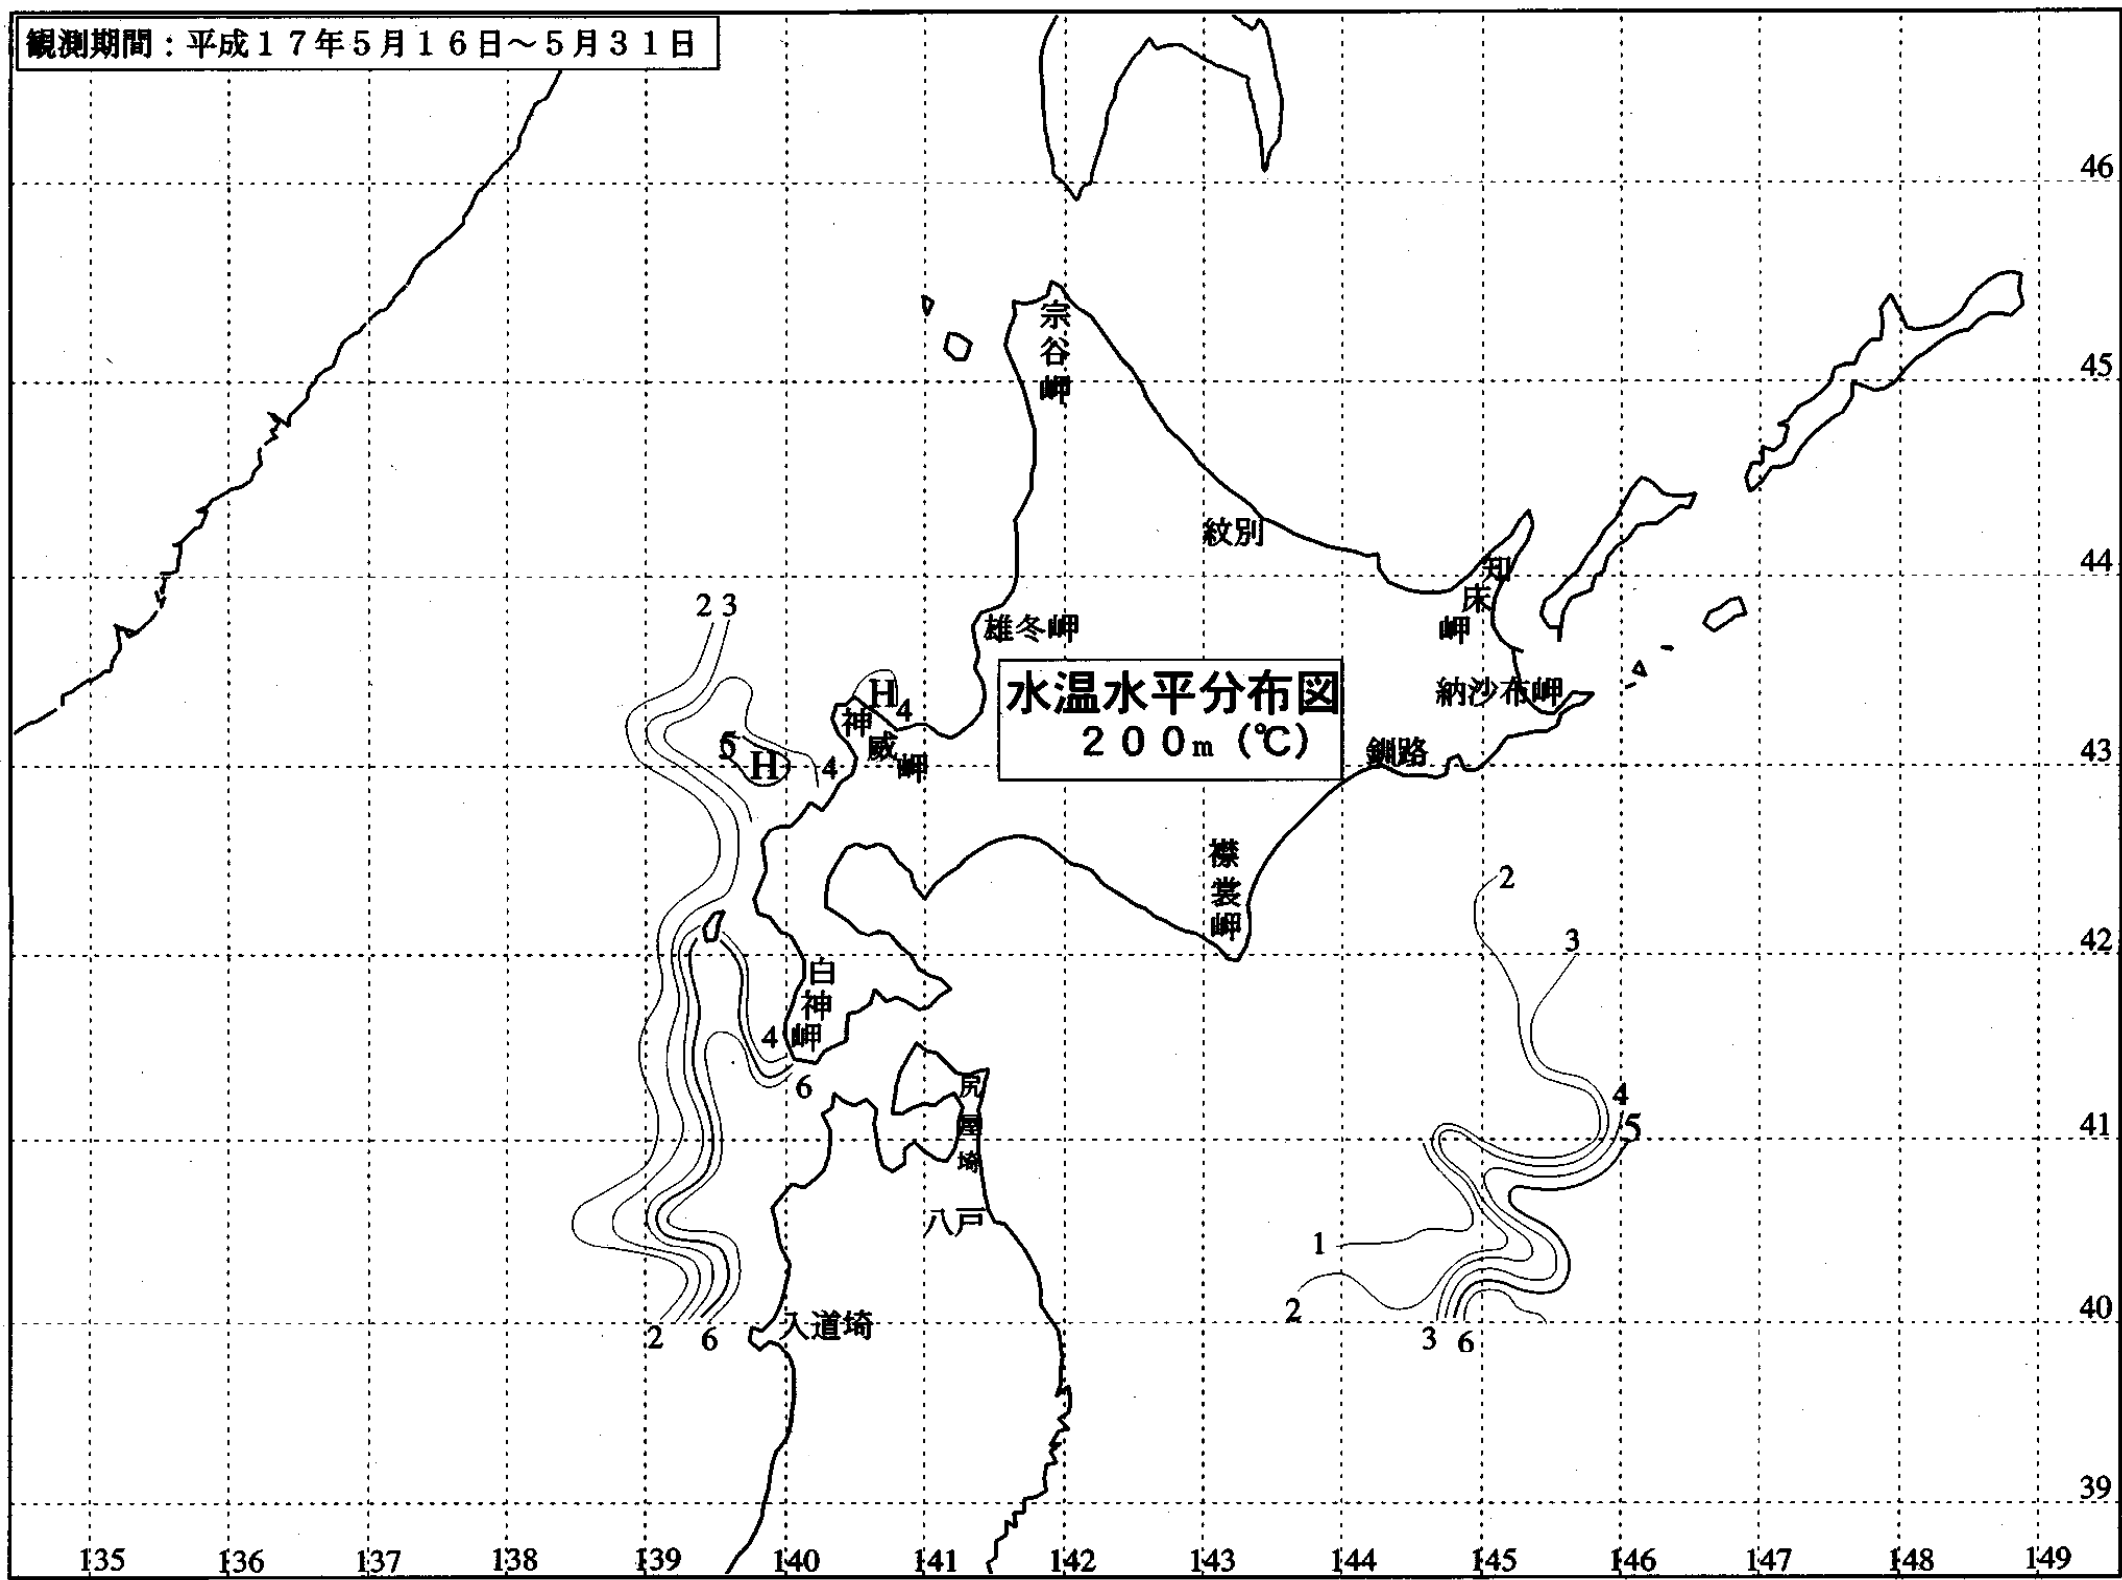 観測期間：平成１７年５月１６日～５月３１日
46
宗谷岬
45
紋別
44
知床岬
2 3
雄冬岬
H
4
神威岬
水温水平分布図
２００m（℃）
納沙布岬
釧路
5
H
4
43
襟裳岬
2
3
42
白神岬
4
6
尻屋埼
4
5
41
八戸
1
2
3
6
40
入道埼
2
6
39
135
136
137
138
139
140
141
142
143
144
145
146
147
148
149